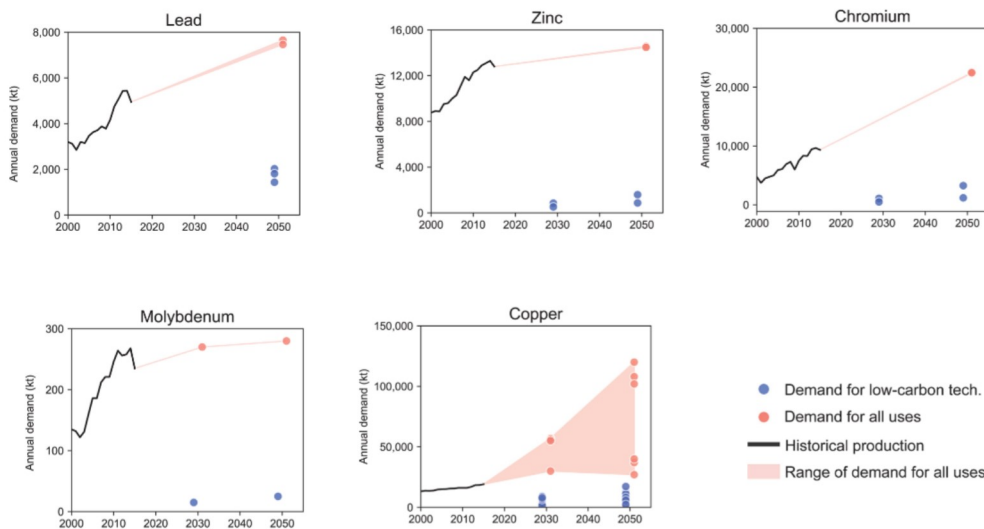 Lead
8,000
6,000
4,000
2,000
0
Annual demand (kt)
2000 2010 2020 2030 2040 2050
Zinc
16,000
12,000
8,000
4,000
0
Annual demand (kt)
2000 2010 2020 2030 2040 2050
Chromium
30,000
20,000
10,000
0
Annual demand (kt)
2000 2010 2020 2030 2040 2050
Molybdenum
300
200
100
0
Annual demand (kt)
2000 2010 2020 2030 2040 2050
Copper
150,000
100,000
50,000
0
Annual demand (kt)
2000 2010 2020 2030 2040 2050
Demand for low-carbon tech.
Demand for all uses
Historical production
Range of demand for all uses